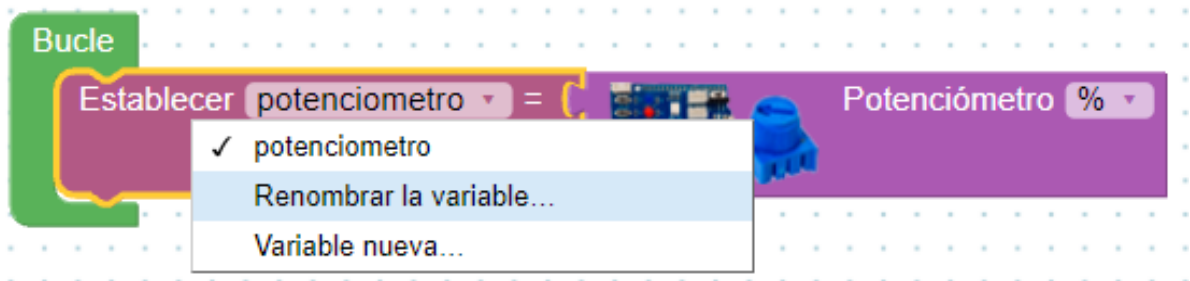 Bucle
Establecer potenciometro = Potenciómetro %
✓ potenciometro
Renombrar la variable...
Variable nueva...